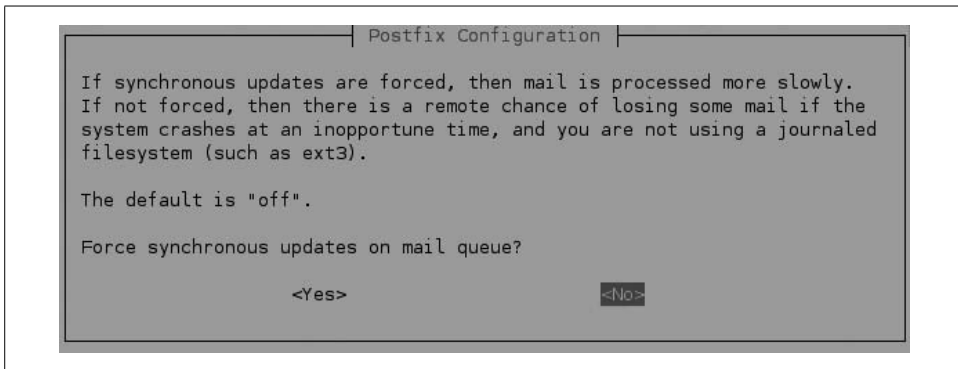 Postfix Configuration
If synchronous updates are forced, then mail is processed more slowly.
If not forced, then there is a remote chance of losing some mail if the
system crashes at an inopportune time, and you are not using a journaled
filesystem (such as ext3).
The default is "off".
Force synchronous updates on mail queue?
<Yes> <No>